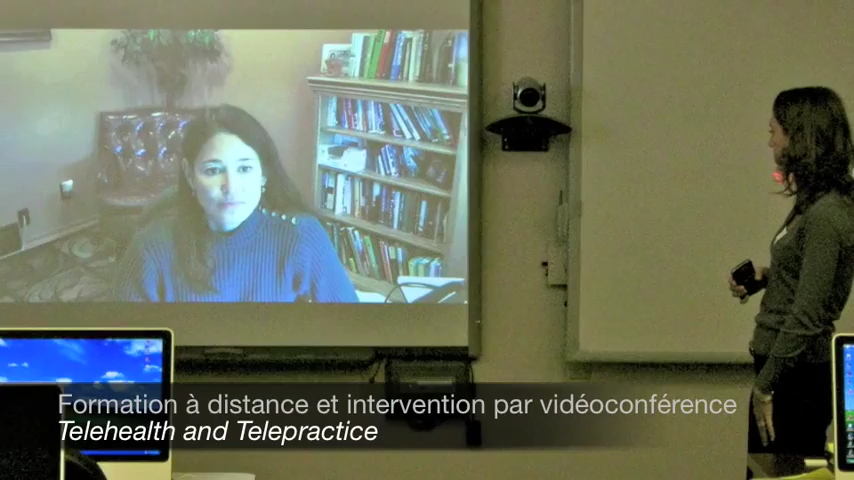 Formation à distance et intervention par vidéoconférence
Telehealth and Telepractice